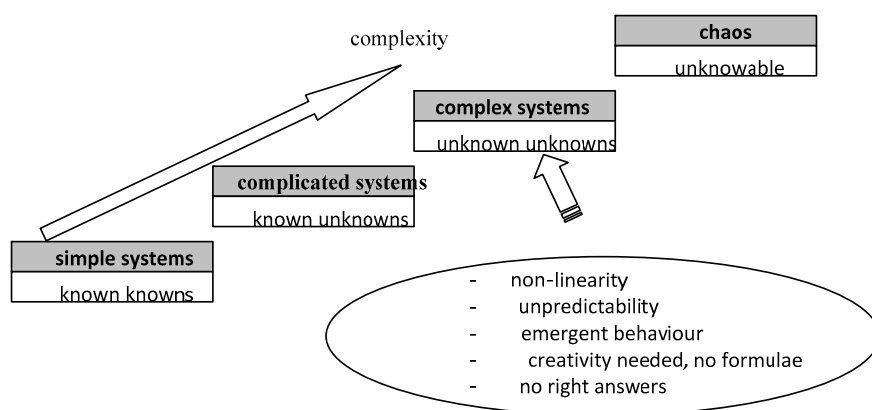 complexity
chaos
unknowable
complex systems
unknown unknowns
complicated systems
known unknowns
simple systems
known knowns
- non-linearity
- unpredictability
- emergent behaviour
- creativity needed, no formulae
- no right answers